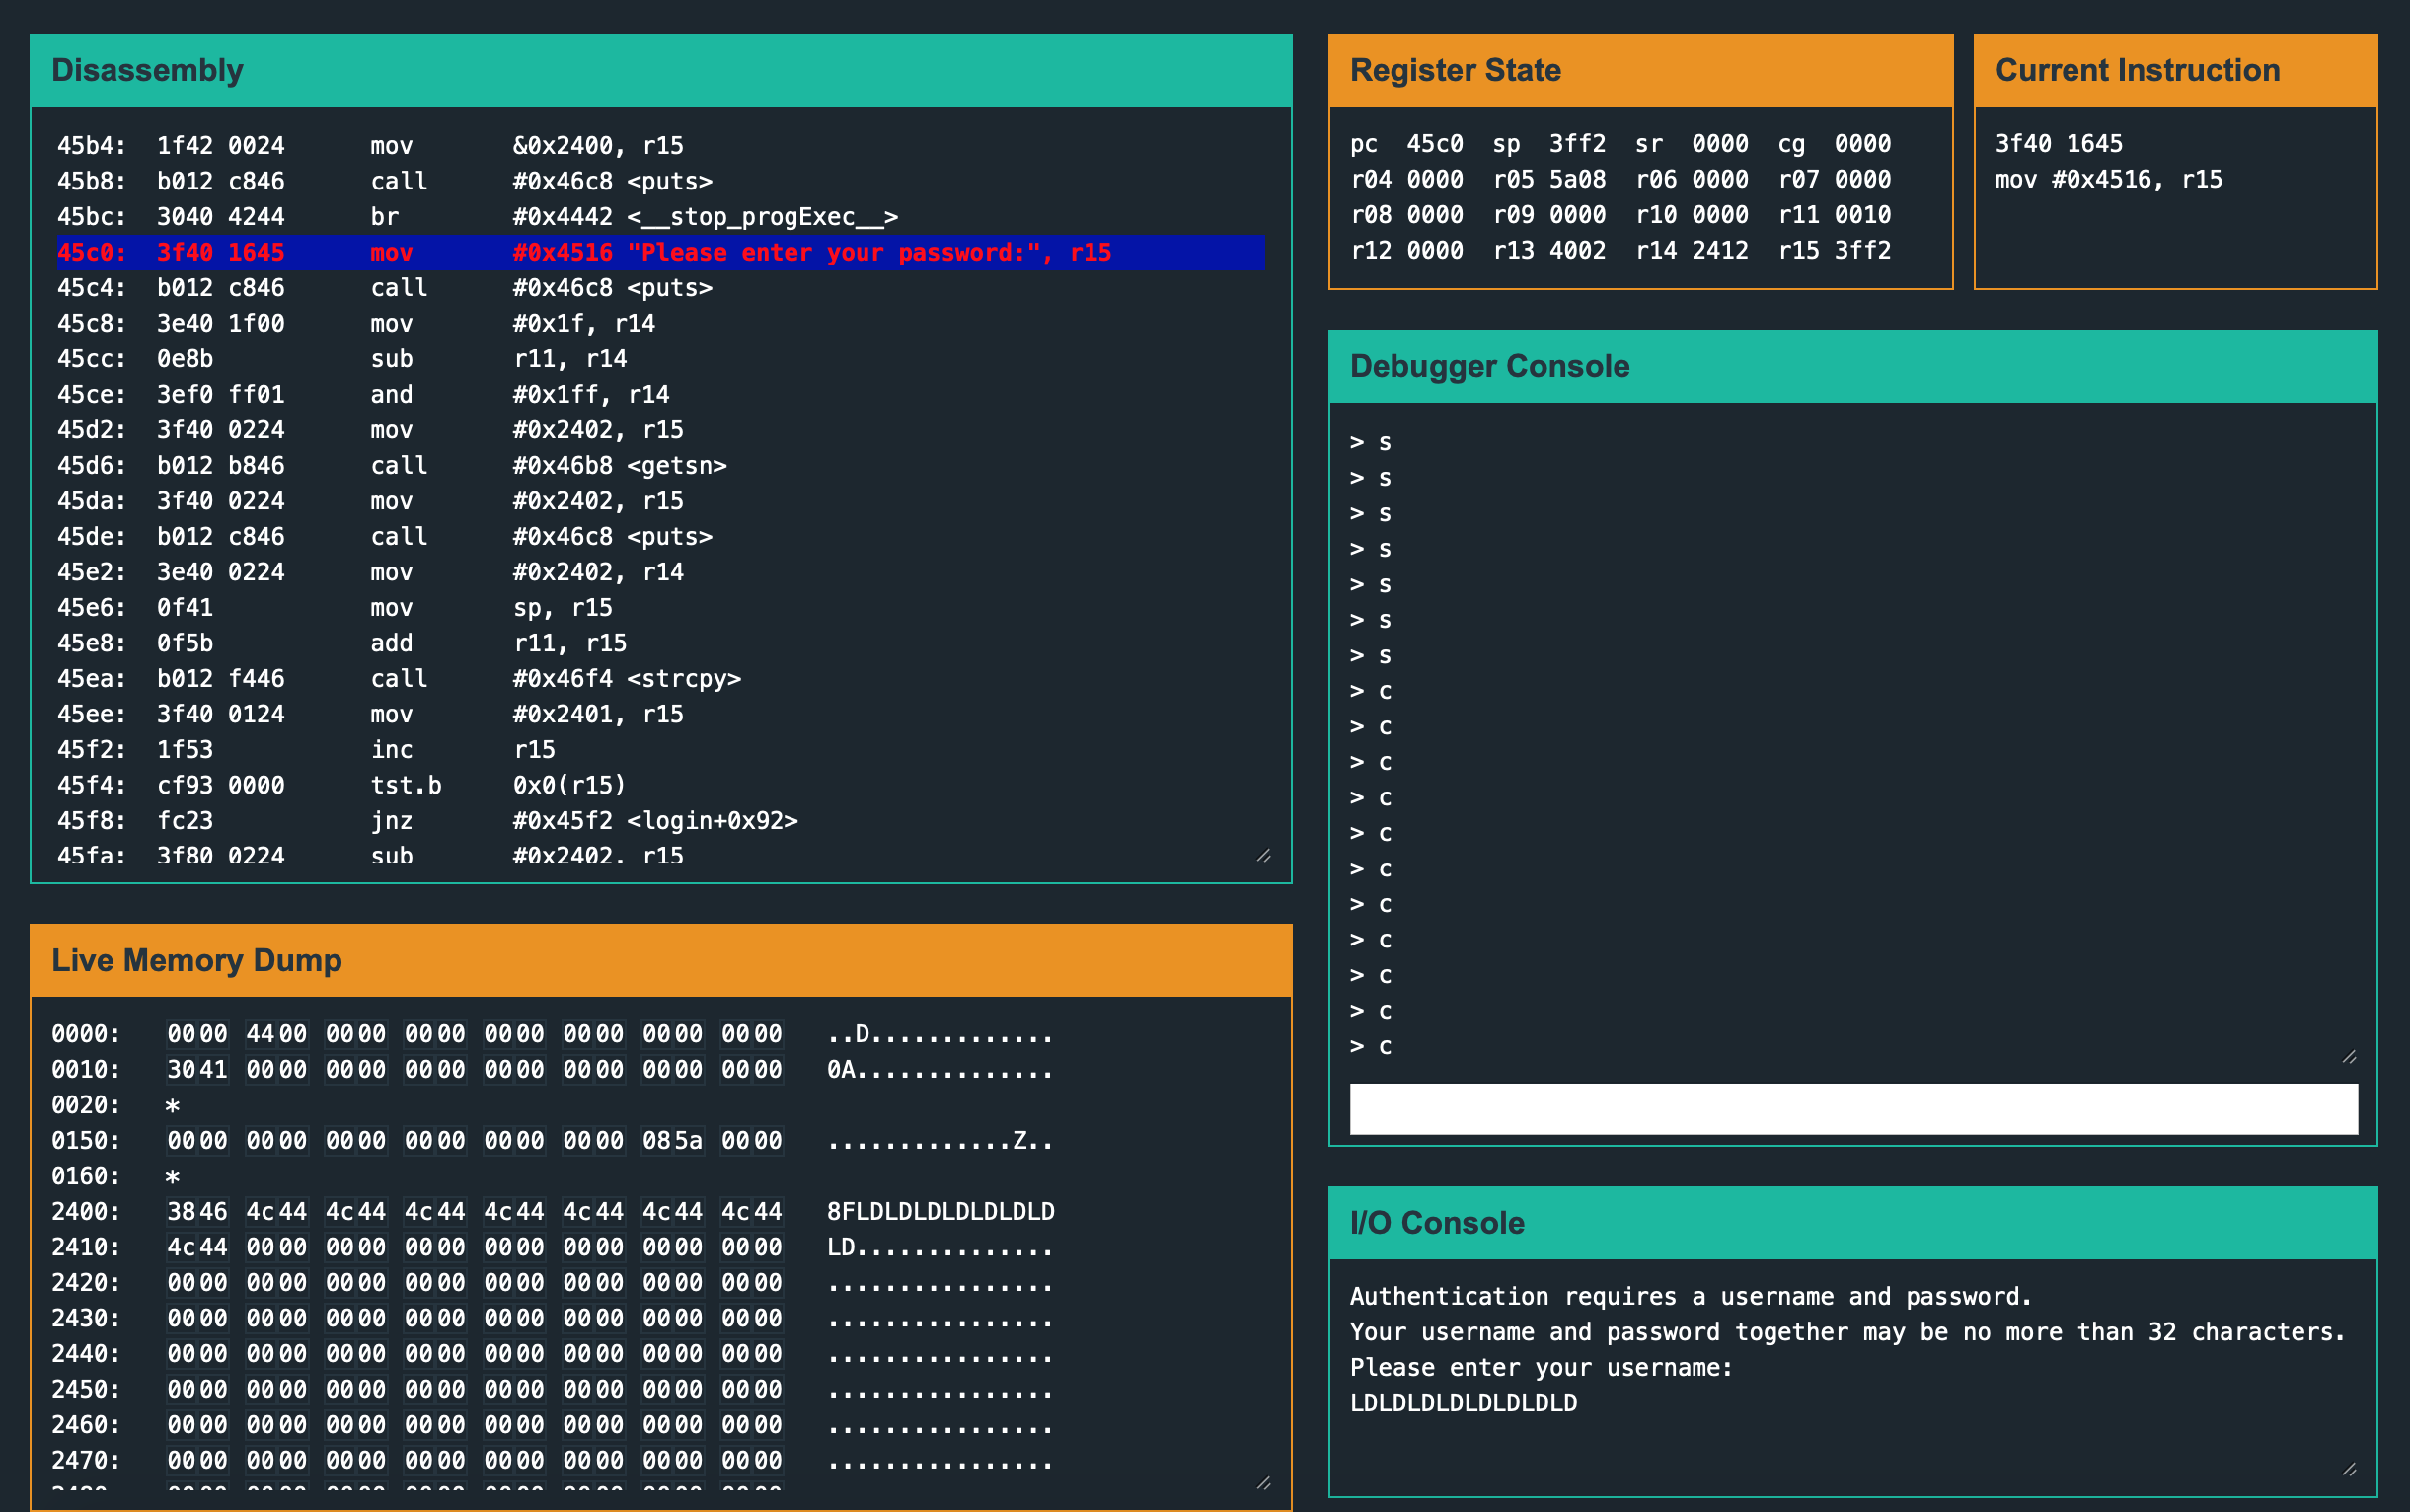 Disassembly
45b4: 1f42 0024 mov &0x2400, r15
45b8: b012 c846 call #0x46c8 <puts>
45bc: 3040 4244 br #0x4442 <__stop_progExec__>
45c0: 3f40 1645 mov #0x4516 "Please enter your password:", r15
45c4: b012 c846 call #0x46c8 <puts>
45c8: 3e40 1f00 mov #0x1f, r14
45cc: 0e8b sub r11, r14
45ce: 3ef0 ff01 and #0x1ff, r14
45d2: 3f40 0224 mov #0x2402, r15
45d6: b012 b846 call #0x46b8 <getsn>
45da: 3f40 0224 mov #0x2402, r15
45de: b012 c846 call #0x46c8 <puts>
45e2: 3e40 0224 mov #0x2402, r14
45e6: 0f41 mov sp, r15
45e8: 0f5b add r11, r15
45ea: b012 f446 call #0x46f4 <strcpy>
45ee: 3f40 0124 mov #0x2401, r15
45f2: 1f53 inc r15
45f4: cf93 0000 tst.b 0x0(r15)
45f8: fc23 jnz #0x45f2 <login+0x92>
45fa: 3f80 0224 sub #0x2402, r15
Live Memory Dump
0000: 0000 4400 0000 0000 0000 0000 0000 0000 ..D.............
0010: 3041 0000 0000 0000 0000 0000 0000 0000 0A..............
0020: *
0150: 0000 0000 0000 0000 0000 0000 085a 0000 .............Z..
0160: *
2400: 3846 4c44 4c44 4c44 4c44 4c44 4c44 4c44 8FLDLDLDLDLDLDLD
2410: 4c44 0000 0000 0000 0000 0000 0000 0000 LD..............
2420: 0000 0000 0000 0000 0000 0000 0000 0000 ................
2430: 0000 0000 0000 0000 0000 0000 0000 0000 ................
2440: 0000 0000 0000 0000 0000 0000 0000 0000 ................
2450: 0000 0000 0000 0000 0000 0000 0000 0000 ................
2460: 0000 0000 0000 0000 0000 0000 0000 0000 ................
2470: 0000 0000 0000 0000 0000 0000 0000 0000 ................
Register State
pc 45c0 sp 3ff2 sr 0000 cg 0000
r04 0000 r05 5a08 r06 0000 r07 0000
r08 0000 r09 0000 r10 0000 r11 0010
r12 0000 r13 4002 r14 2412 r15 3ff2
Current Instruction
3f40 1645
mov #0x4516, r15
Debugger Console
> s
> s
> s
> s
> s
> s
> s
> c
> c
> c
> c
> c
> c
> c
> c
> c
> c
> c
I/O Console
Authentication requires a username and password.
Your username and password together may be no more than 32 characters.
Please enter your username:
LDLDLDLDLDLDLDLD